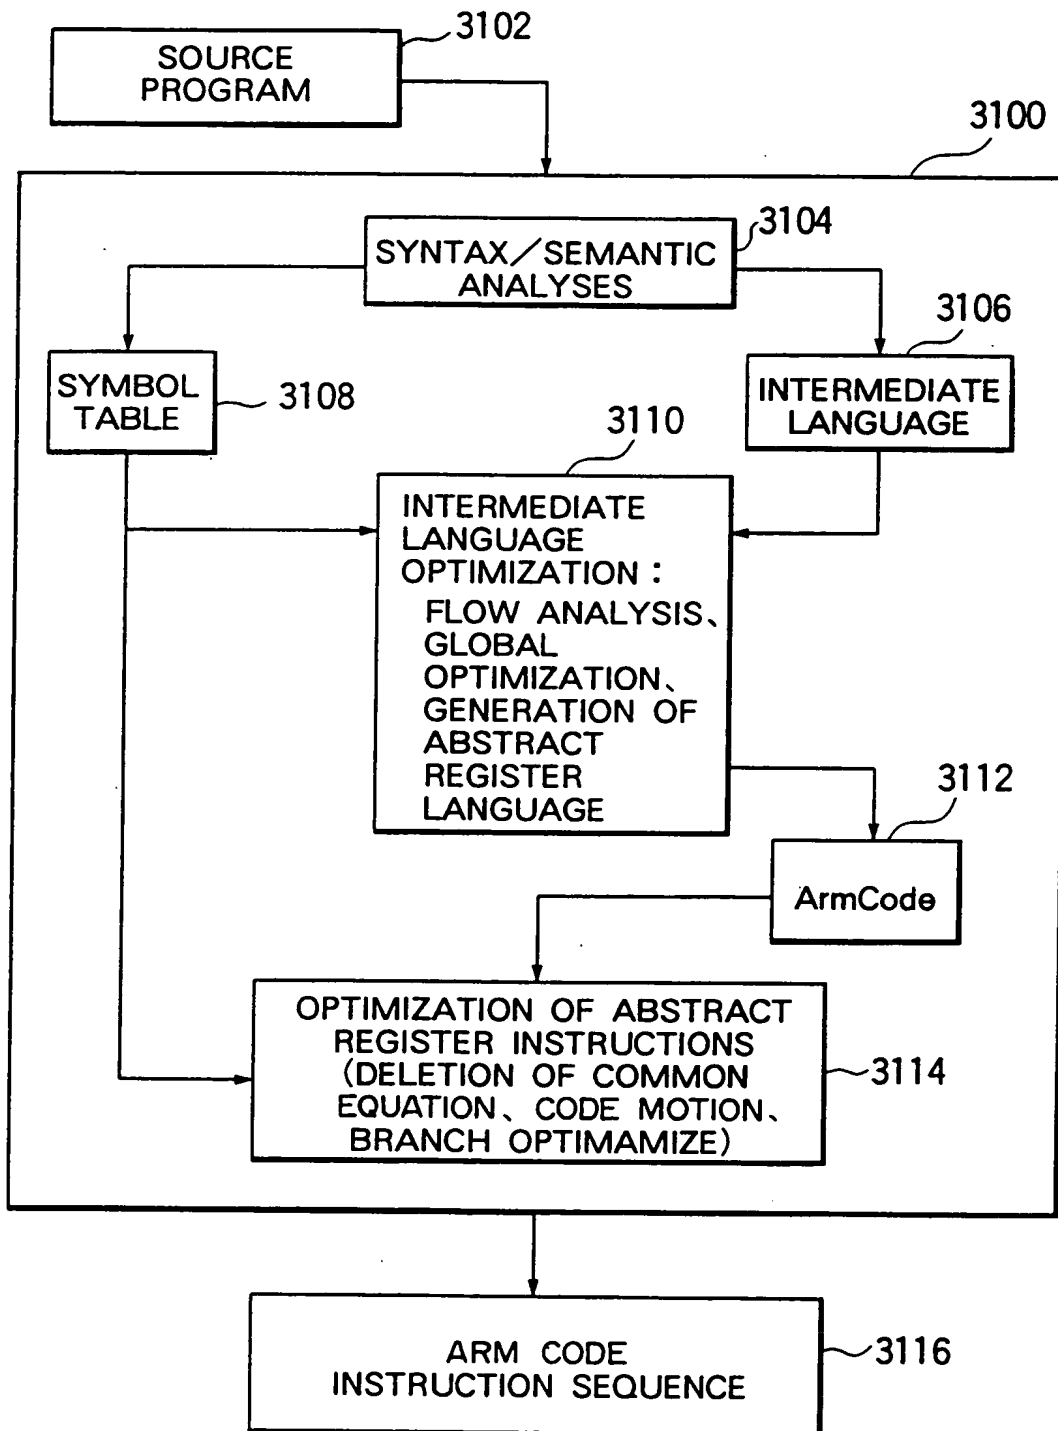 3102
SOURCE
PROGRAM
3100
3104
SYNTAX/SEMANTIC
ANALYSES
3106
SYMBOL
TABLE
3108
INTERMEDIATE
LANGUAGE
3110
INTERMEDIATE
LANGUAGE
OPTIMIZATION:
FLOW ANALYSIS、
GLOBAL
OPTIMIZATION、
GENERATION OF
ABSTRACT
REGISTER
LANGUAGE
3112
ArmCode
OPTIMIZATION OF ABSTRACT
REGISTER INSTRUCTIONS
(DELETION OF COMMON
EQUATION、CODE MOTION、
BRANCH OPTIMAMIZE)
3114
ARM CODE
INSTRUCTION SEQUENCE
3116